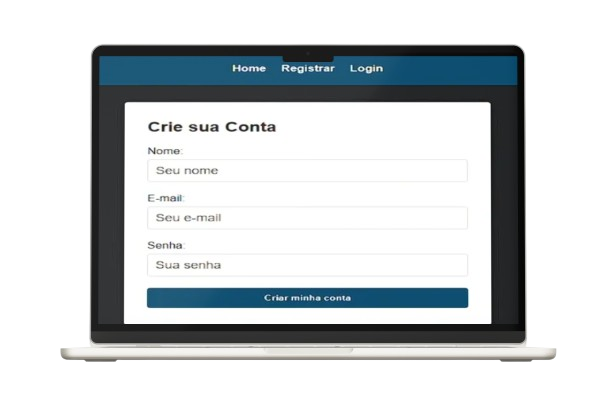 Home Registrar Login
Crie sua Conta
Nome:
Seu nome
E-mail:
Seu e-mail
Senha:
Sua senha
Criar minha conta